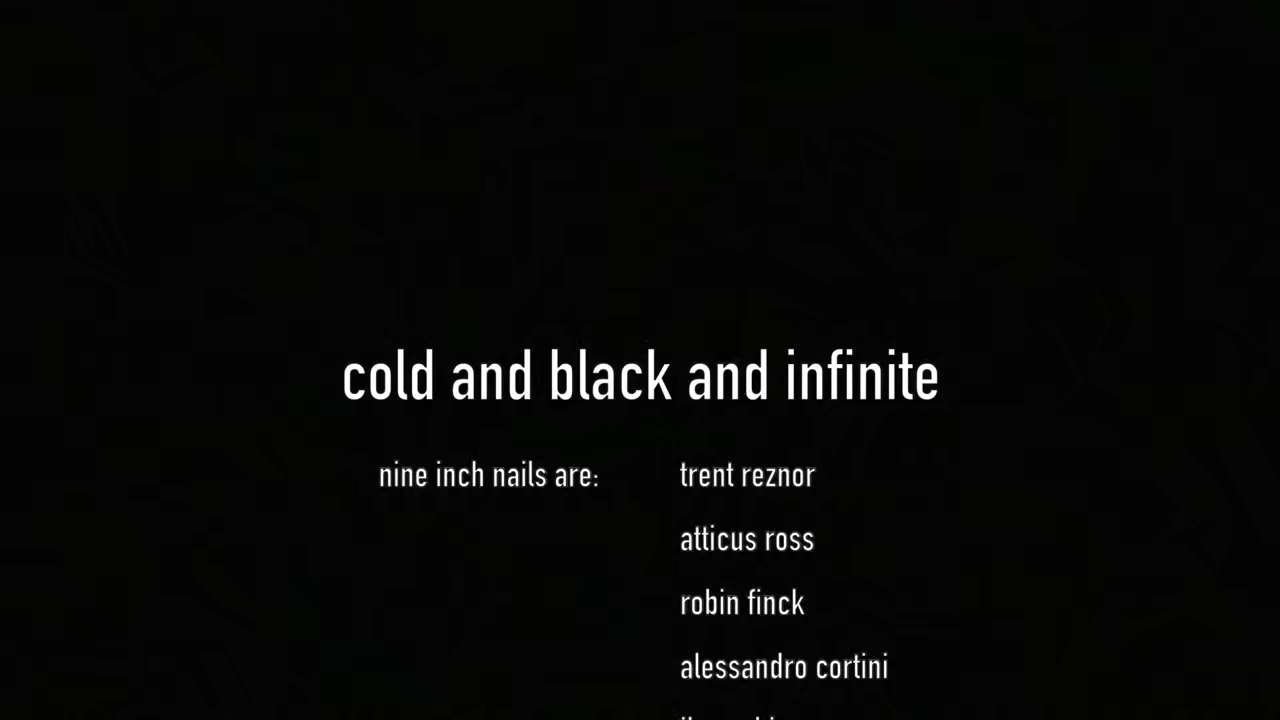 cold and black and infinite
nine inch nails are: trent reznor
atticus ross
robin finck
alessandro cortini